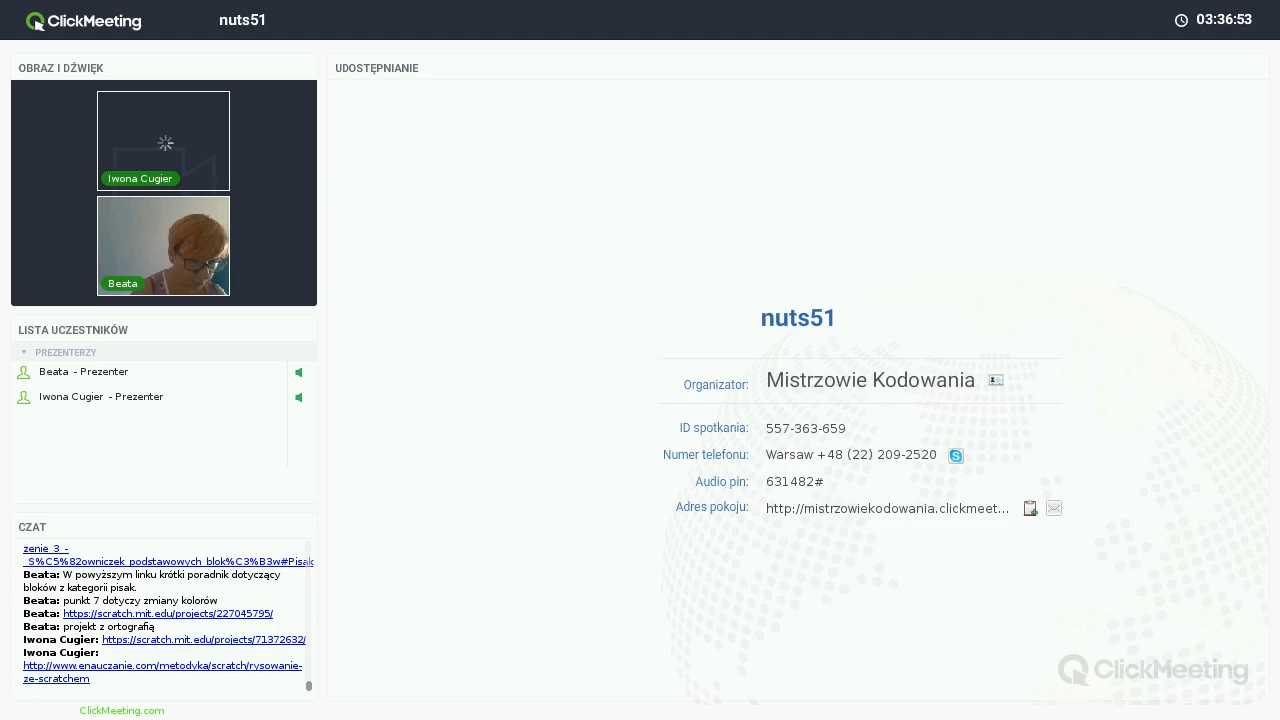 ClickMeeting
nuts51
03:36:53
OBRAZ I DŹWIĘK
Iwona Cugier
Beata
LISTA UCZESTNIKÓW
PREZENTERZY
Beata - Prezenter
Iwona Cugier - Prezenter
CZAT
zenie_3_-
_S%C5%82owniczek_podstawowych_blok%C3%B3w#Pisak
Beata: W powyższym linku krótki poradnik dotyczący
bloków z kategorii pisak.
Beata: punkt 7 dotyczy zmiany kolorów
Beata: https://scratch.mit.edu/projects/227045795/
Beata: projekt z ortografią
Iwona Cugier: https://scratch.mit.edu/projects/71372632/
Iwona Cugier:
http://www.enauczanie.com/metodyka/scratch/rysowanie-
ze-scratchem
ClickMeeting.com
UDOSTĘPNIANIE
nuts51
Organizator: Mistrzowie Kodowania
ID spotkania: 557-363-659
Numer telefonu: Warsaw +48 (22) 209-2520
Audio pin: 631482#
Adres pokoju: http://mistrzowiekodowania.clickmeet...
ClickMeeting